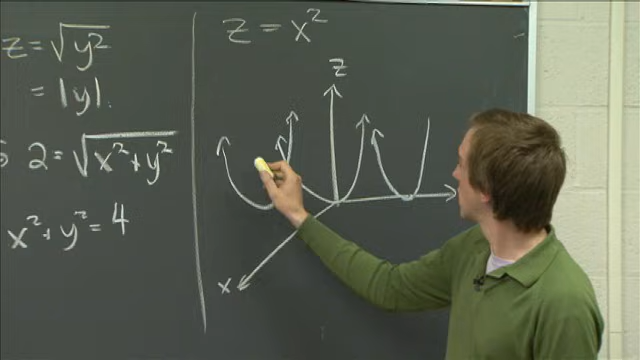 z = √y²
= |y|.
2 = √x² + y²
x² + y² = 4
z = x²
z
x